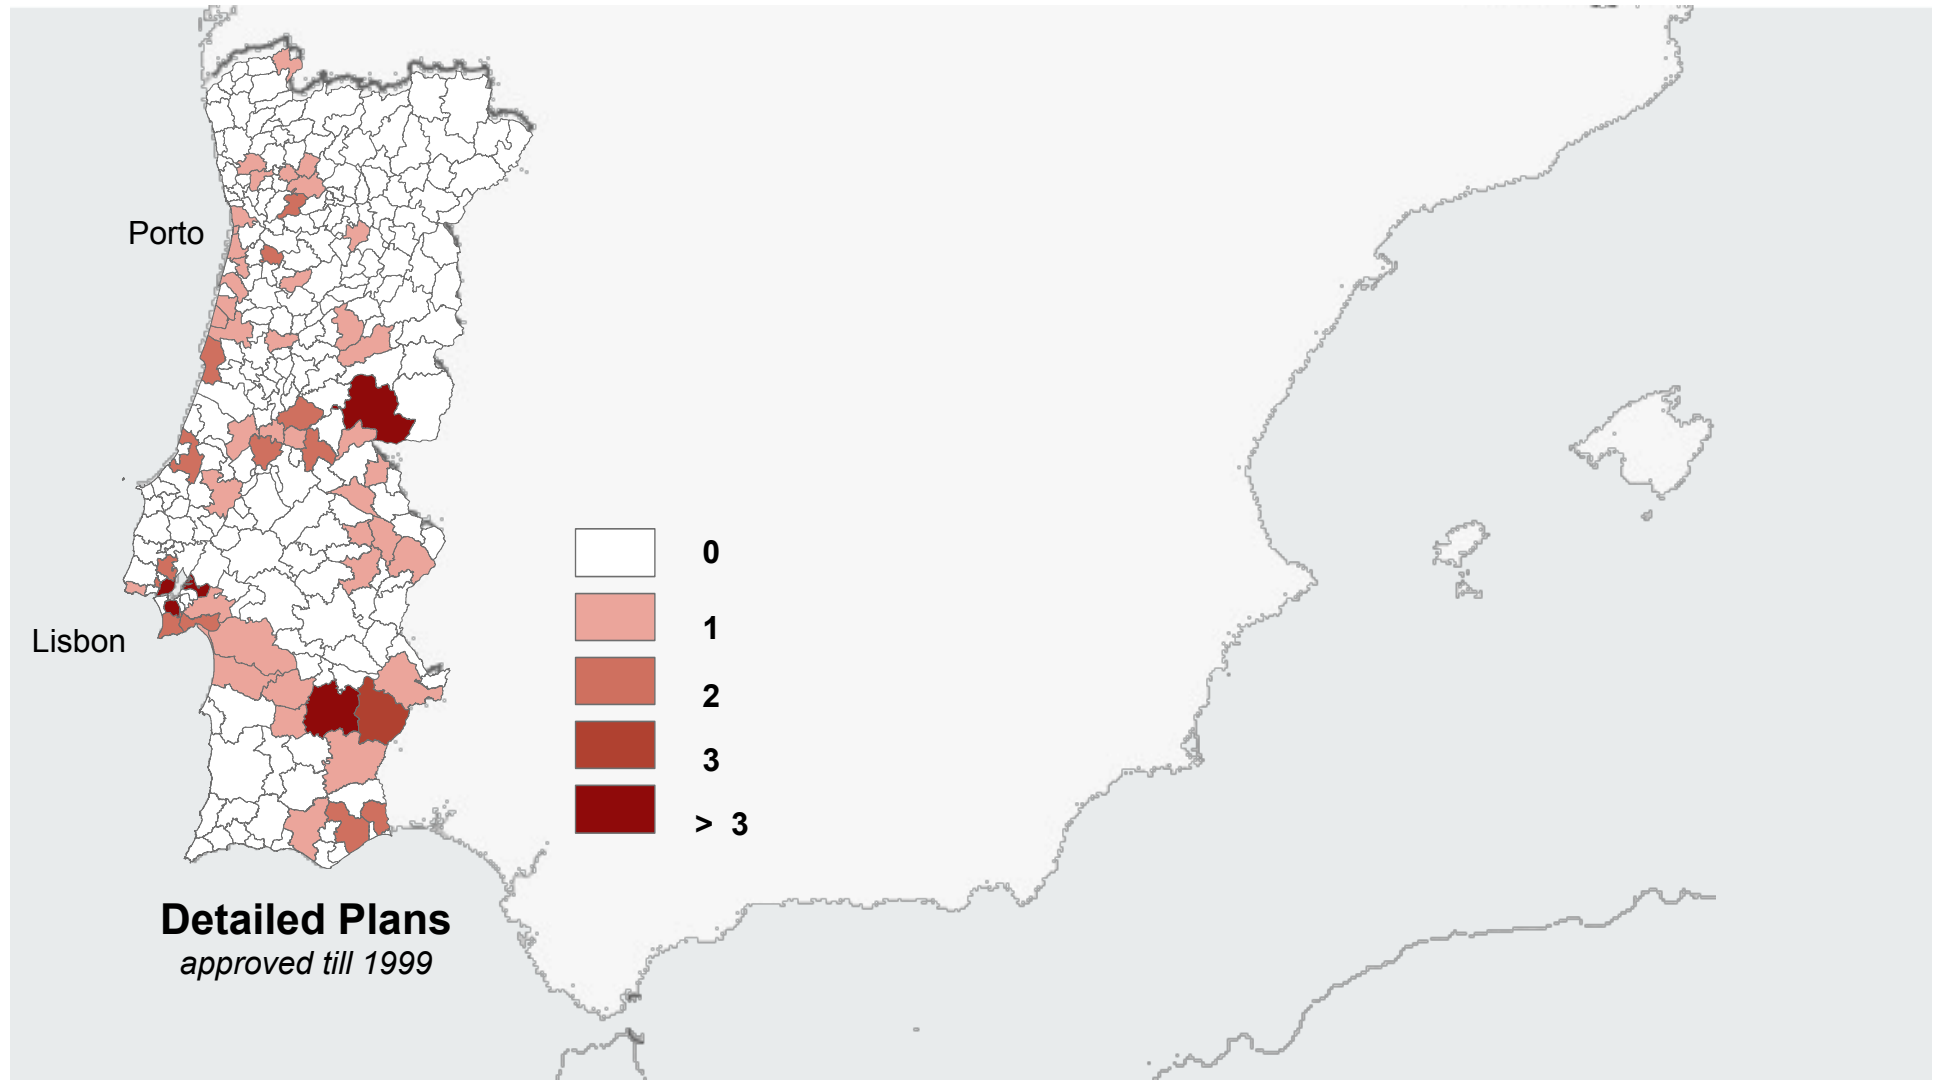 Porto
Lisbon
0
1
2
3
> 3
Detailed Plans
approved till 1999